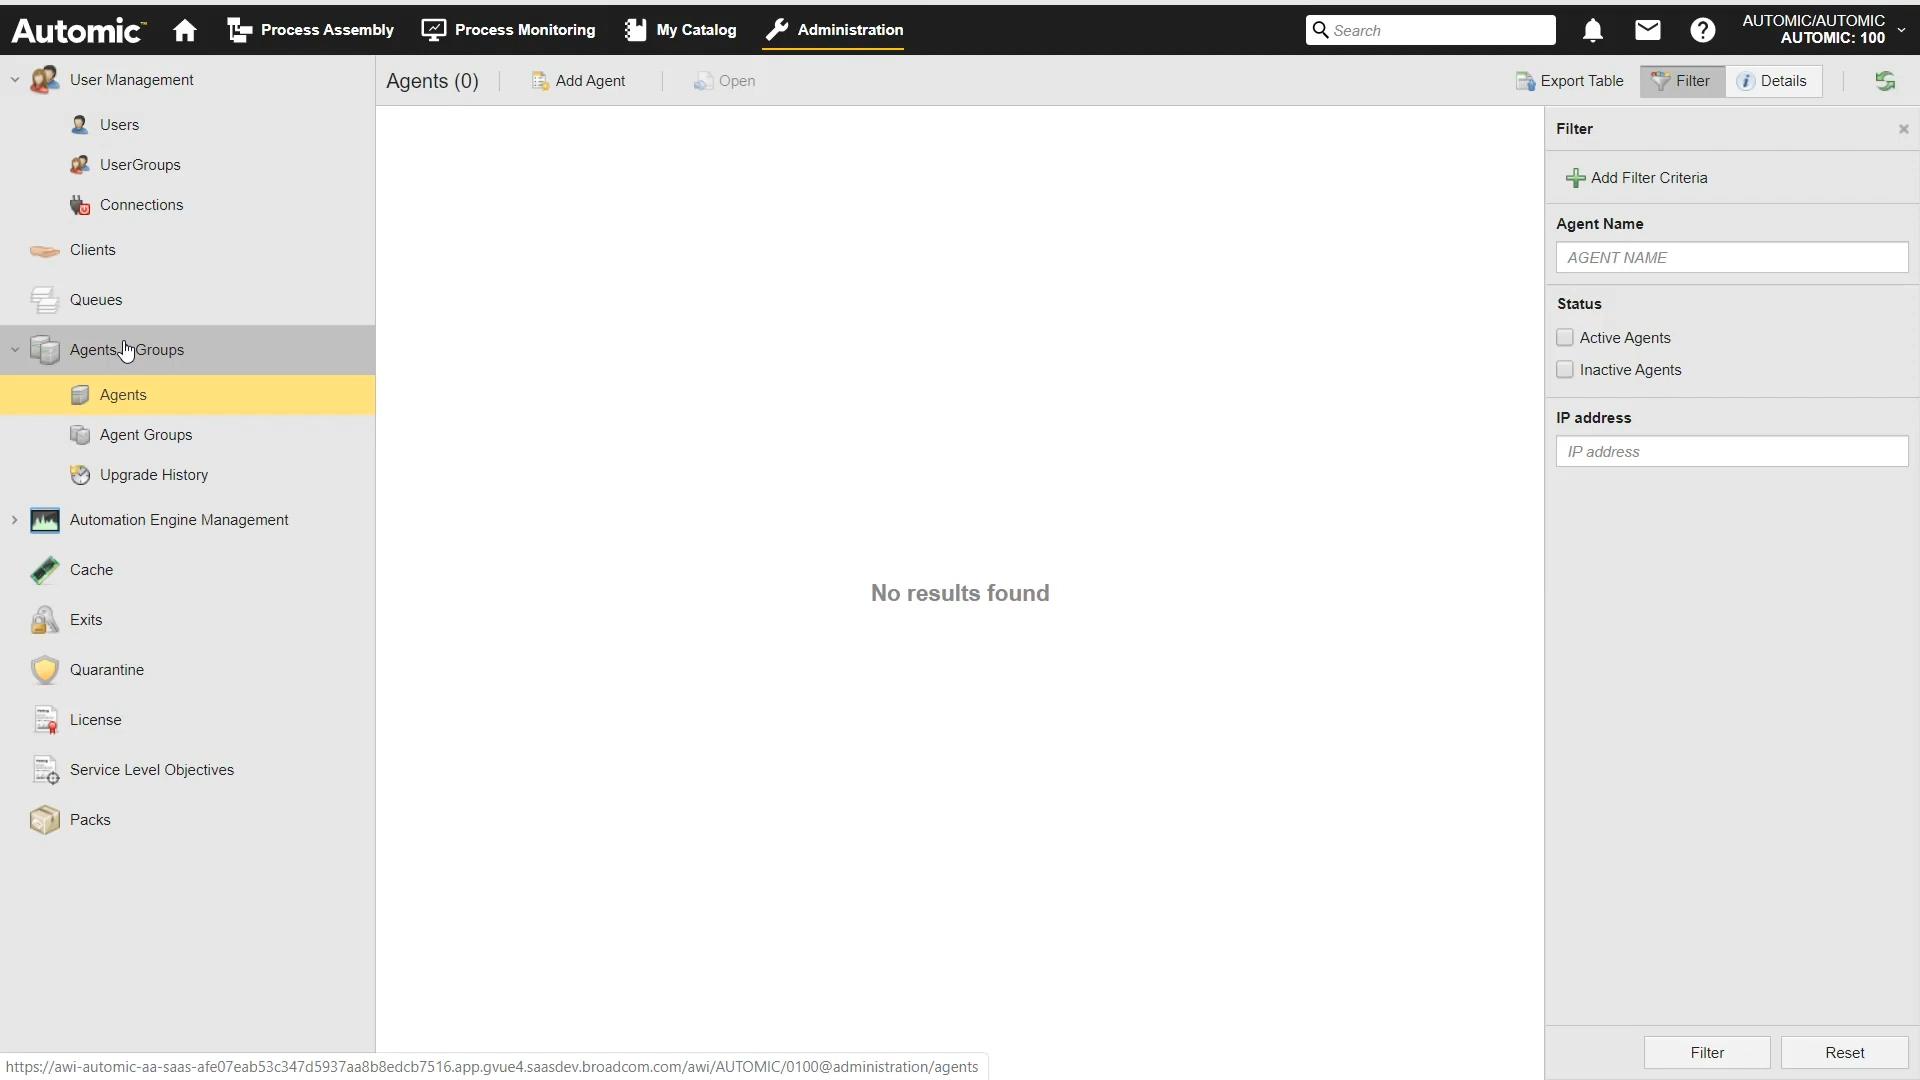 Automic™
Process Assembly
Process Monitoring
My Catalog
Administration
Search
AUTOMIC/AUTOMIC
AUTOMIC: 100
User Management
Users
UserGroups
Connections
Clients
Queues
Agents Groups
Agents
Agent Groups
Upgrade History
Automation Engine Management
Cache
Exits
Quarantine
License
Service Level Objectives
Packs
Agents (0)
Add Agent
Open
Export Table
Filter
Details
No results found
Filter
Add Filter Criteria
Agent Name
AGENT NAME
Status
Active Agents
Inactive Agents
IP address
IP address
Filter
Reset
https://awi-automic-aa-saas-afe07eab53c347d5937aa8b8edcb7516.app.gvue4.saasdev.broadcom.com/awi/AUTOMIC/0100@administration/agents